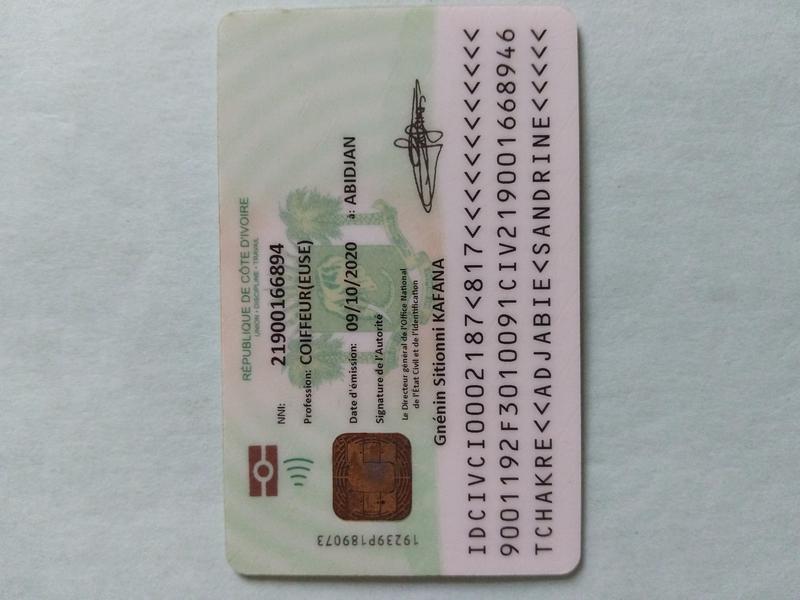 RÉPUBLIQUE DE CÔTE D'IVOIRE
UNION - DISCIPLINE - TRAVAIL
NNI: 21900166894
Profession: COIFFEUR(EUSE)
Date d'émission: 09/10/2020 à: ABIDJAN
Signature de l'Autorité
Le Directeur général de l'Office National
de l'État Civil et de l'Identification
Gnénin Sitionni KAFANA
19239P189073
IDCIVCI0002187<817<<<<<<<<<<<<
9001192F3010091CIV219001668946
TCHAKRE<<ADJABIE<SANDRINE<<<<<